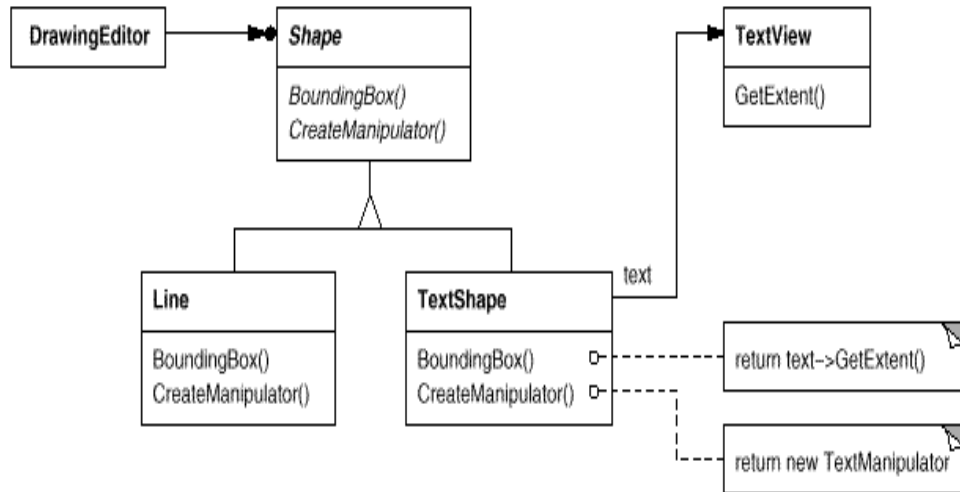 DrawingEditor
Shape
BoundingBox()
CreateManipulator()
TextView
GetExtent()
Line
BoundingBox()
CreateManipulator()
TextShape
BoundingBox()
CreateManipulator()
text
return text−>GetExtent()
return new TextManipulator